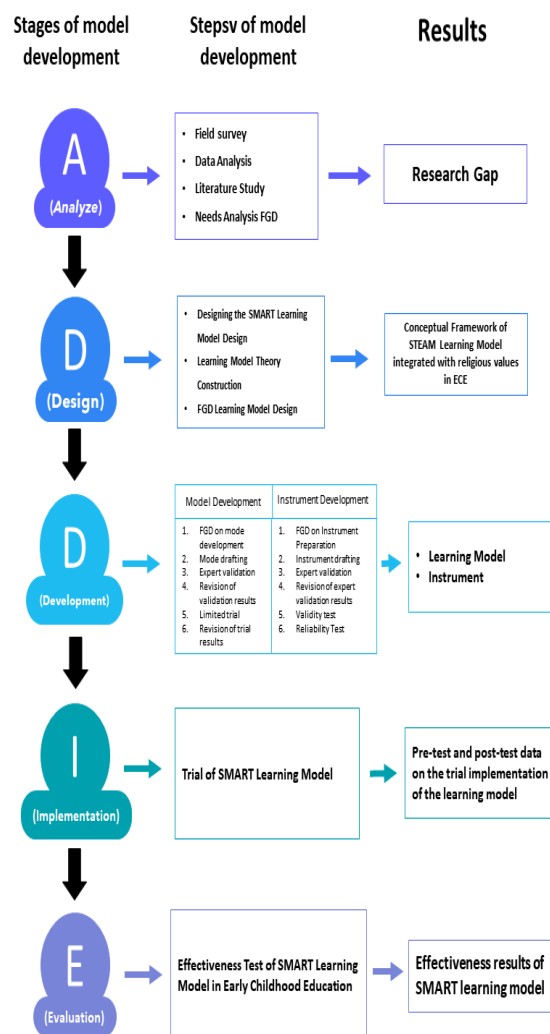 Stages of model
development
Stepsv of model
development
Results
A
(Analyze)
• Field survey
• Data Analysis
• Literature Study
• Needs Analysis FGD
Research Gap
D
(Design)
• Designing the SMART Learning
Model Design
• Learning Model Theory
Construction
• FGD Learning Model Design
Conceptual Framework of
STEAM Learning Model
integrated with religious values
in ECE
D
(Development)
Model Development
1. FGD on mode
development
2. Mode drafting
3. Expert validation
4. Revision of
validation results
5. Limited trial
6. Revision of trial
results
Instrument Development
1. FGD on Instrument
Preparation
2. Instrument drafting
3. Expert validation
4. Revision of expert
validation results
5. Validity test
6. Reliability Test
• Learning Model
• Instrument
I
(Implementation)
Trial of SMART Learning Model
Pre-test and post-test data
on the trial implementation
of the learning model
E
(Evaluation)
Effectiveness Test of SMART Learning
Model in Early Childhood Education
Effectiveness results of
SMART learning model